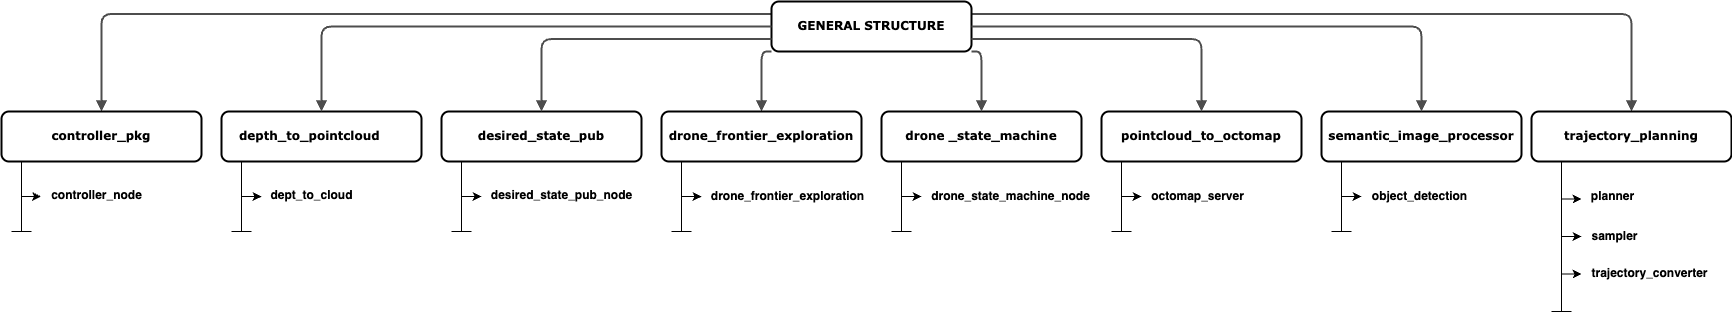 GENERAL STRUCTURE
controller_pkg
depth_to_pointcloud
desired_state_pub
drone_frontier_exploration
drone _state_machine
pointcloud_to_octomap
semantic_image_processor
trajectory_planning
controller_node
dept_to_cloud
desired_state_pub_node
drone_frontier_exploration
drone_state_machine_node
octomap_server
object_detection
planner
sampler
trajectory_converter